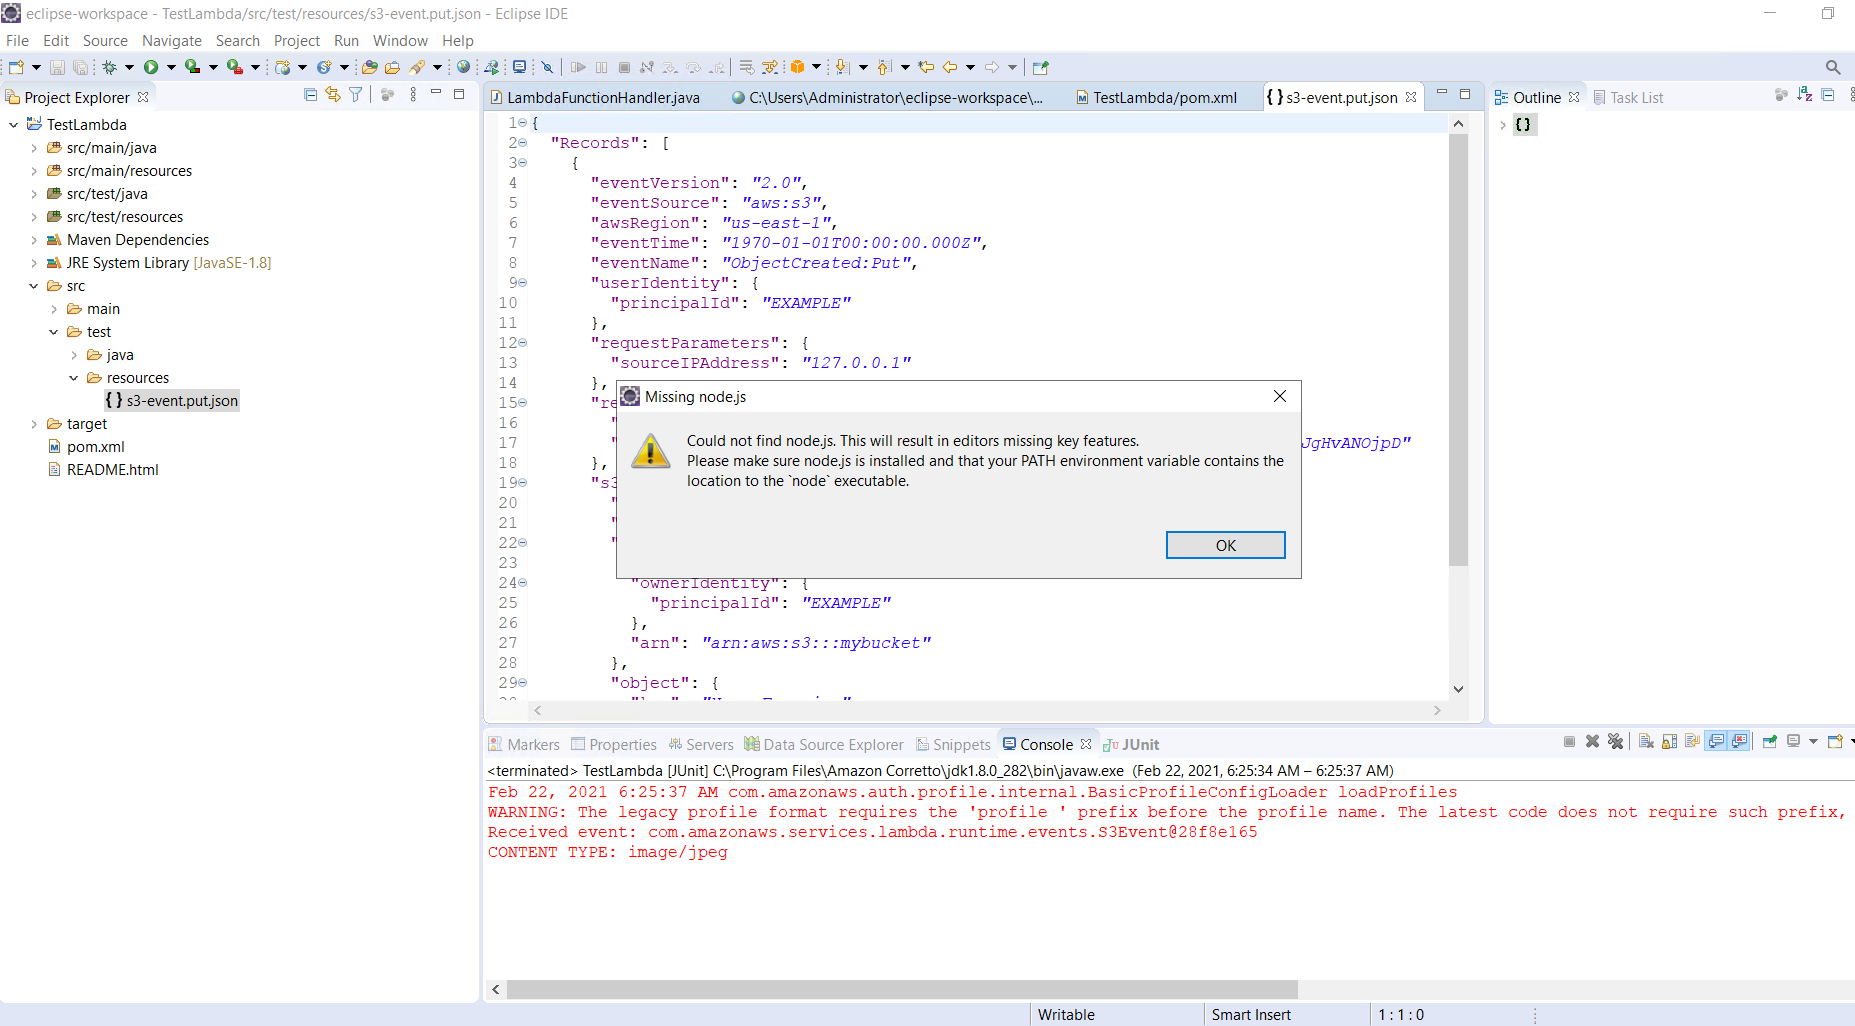 eclipse-workspace - TestLambda/src/test/resources/s3-event.put.json - Eclipse IDE
File Edit Source Navigate Search Project Run Window Help
Project Explorer
TestLambda
src/main/java
src/main/resources
src/test/java
src/test/resources
Maven Dependencies
JRE System Library [JavaSE-1.8]
src
main
test
java
resources
{ } s3-event.put.json
target
pom.xml
README.html
LambdaFunctionHandler.java
C:\Users\Administrator\eclipse-workspace\...
TestLambda/pom.xml
{ } s3-event.put.json
1 {
2 "Records": [
3 {
4 "eventVersion": "2.0",
5 "eventSource": "aws:s3",
6 "awsRegion": "us-east-1",
7 "eventTime": "1970-01-01T00:00:00.000Z",
8 "eventName": "ObjectCreated:Put",
9 "userIdentity": {
10 "principalId": "EXAMPLE"
11 },
12 "requestParameters": {
13 "sourceIPAddress": "127.0.0.1"
14 },
15 "re
16 "
17 " JgHvANOjpD"
18 },
19 "s3
20 "
21 "
22 "
23
24 "ownerIdentity": {
25 "principalId": "EXAMPLE"
26 },
27 "arn": "arn:aws:s3:::mybucket"
28 },
29 "object": {
Missing node.js
Could not find node.js. This will result in editors missing key features.
Please make sure node.js is installed and that your PATH environment variable contains the
location to the `node` executable.
OK
Outline
Task List
{}
Markers Properties Servers Data Source Explorer Snippets Console JUnit
<terminated> TestLambda [JUnit] C:\Program Files\Amazon Corretto\jdk1.8.0_282\bin\javaw.exe (Feb 22, 2021, 6:25:34 AM – 6:25:37 AM)
Feb 22, 2021 6:25:37 AM com.amazonaws.auth.profile.internal.BasicProfileConfigLoader loadProfiles
WARNING: The legacy profile format requires the 'profile ' prefix before the profile name. The latest code does not require such prefix,
Received event: com.amazonaws.services.lambda.runtime.events.S3Event@28f8e165
CONTENT TYPE: image/jpeg
Writable
Smart Insert
1 : 1 : 0